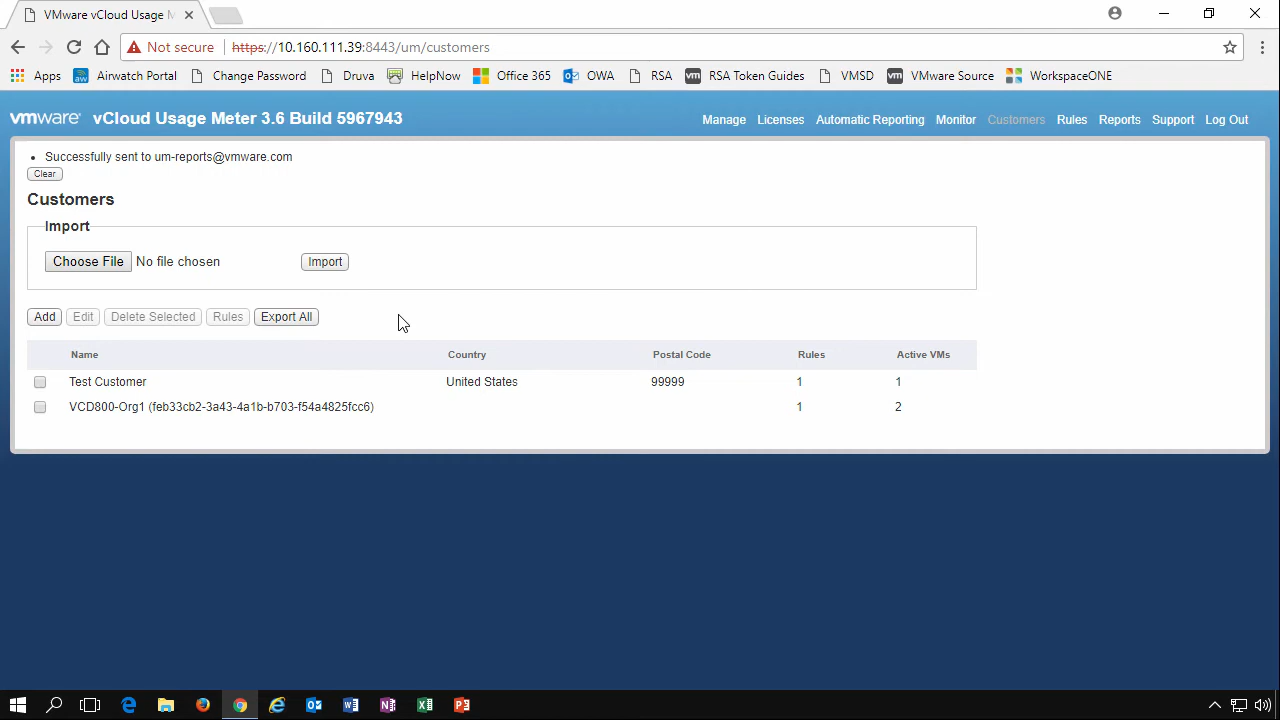 VMware vCloud Usage M
Not secure | https://10.160.111.39:8443/um/customers
Apps Airwatch Portal Change Password Druva HelpNow Office 365 OWA RSA RSA Token Guides VMSD VMware Source WorkspaceONE
vmware vCloud Usage Meter 3.6 Build 5967943
Manage Licenses Automatic Reporting Monitor Customers Rules Reports Support Log Out
• Successfully sent to um-reports@vmware.com
Clear
Customers
Import
Choose File No file chosen Import
Add Edit Delete Selected Rules Export All
Name Country Postal Code Rules Active VMs
Test Customer United States 99999 1 1
VCD800-Org1 (feb33cb2-3a43-4a1b-b703-f54a4825fcc6) 1 2